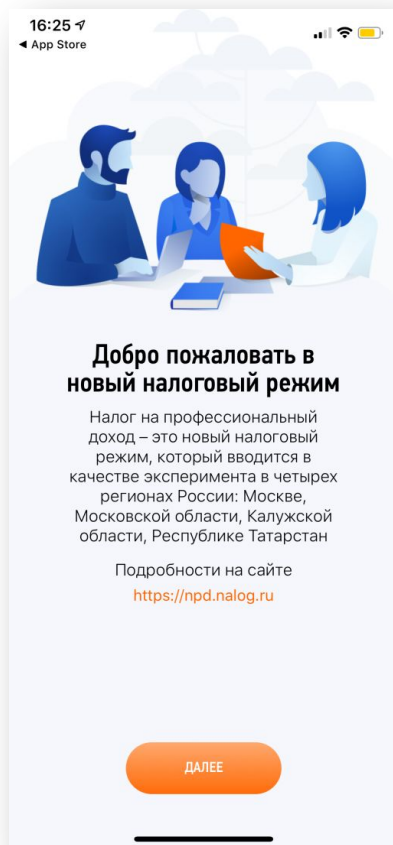 16:25
◀ App Store
Добро пожаловать в
новый налоговый режим
Налог на профессиональный
доход – это новый налоговый
режим, который вводится в
качестве эксперимента в четырех
регионах России: Москве,
Московской области, Калужской
области, Республике Татарстан
Подробности на сайте
https://npd.nalog.ru
ДАЛЕЕ